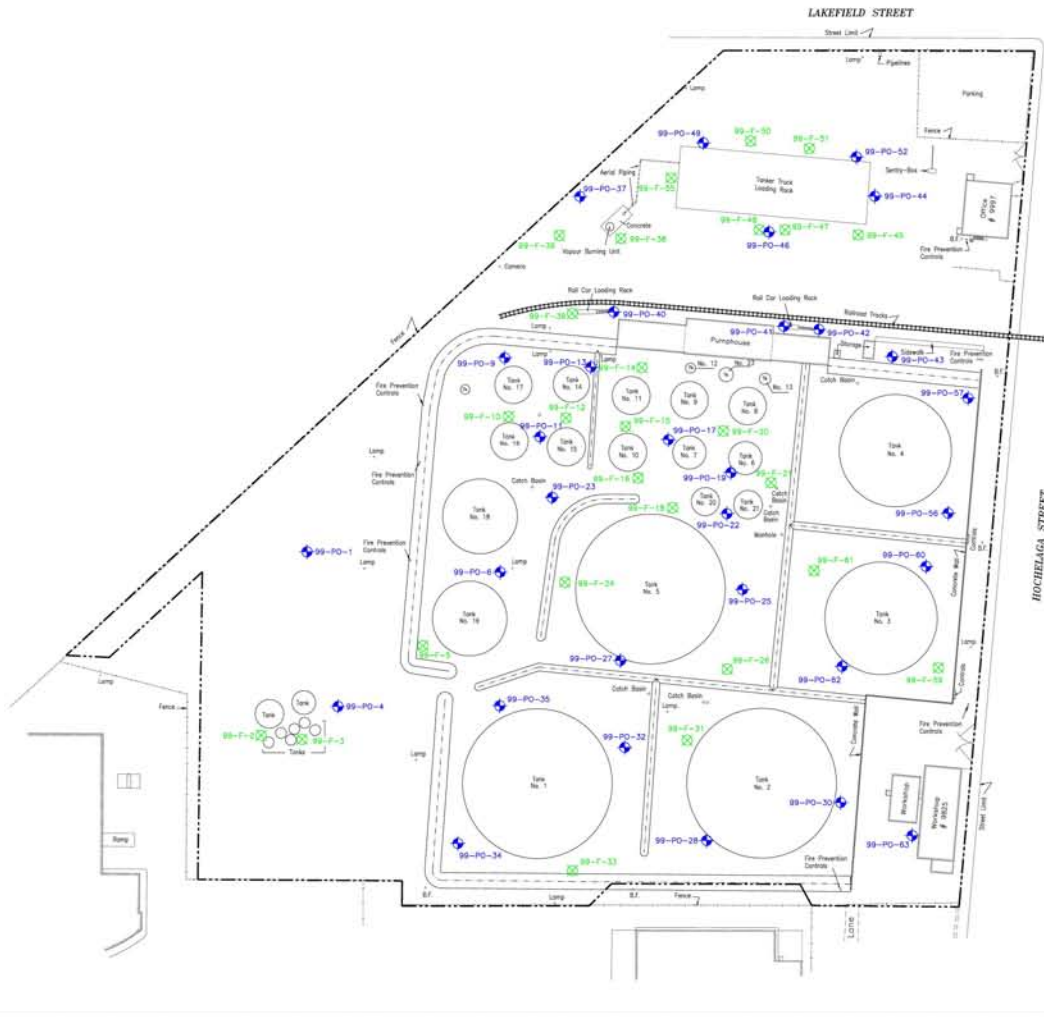 LAKEFIELD STREET
Street Limit
Lamp
Pipelines
Lamp
Parking
Fence
99-PO-49
99-F-50
99-F-51
99-PO-52
Aerial Piping
Sentry-Box
99-PO-37
99-F-55
Tanker Truck
Loading Rack
99-PO-44
Office
# 9997
Concrete
99-F-47
99-PO-46
99-F-38
Vapour Burning Unit
Fire Prevention
Controls
Camera
Rail Car Loading Rack
Rail Car Loading Rack
Railroad Tracks
99-PO-40
99-PO-41
99-PO-42
Fence
Lamp
Pumphouse
Storage
Sidewalk
Fire Prevention
Controls
99-PO-43
99-PO-9
Lamp
99-PO-13
Lamp
99-F-14
No. 12
No. 13
Catch Basin
Fire Prevention
Controls
Tank
No. 17
Tank
No. 14
Tank
No. 11
Tank
No. 9
Tank
No. 8
99-PO-57
99-F-10
99-F-12
99-F-15
99-PO-17
99-F-20
99-PO-11
Tank
No. 15
Tank
No. 10
Tank
No. 7
Tank
No. 6
Tank
No. 4
Lamp
Fire Prevention
Controls
Catch Basin
99-PO-23
99-F-16
99-PO-19
99-F-21
Tank
No. 20
Tank
No. 21
Catch
Basin
Catch
Basin
99-F-18
99-PO-22
Manhole
99-PO-56
Tank
No. 18
HOCHELAGA STREET
Controls
B.F.
99-PO-1
Lamp
Fire Prevention
Controls
99-PO-6
Lamp
99-F-24
Tank
No. 5
99-PO-25
99-F-61
99-PO-60
Concrete Wall
Tank
No. 16
Tank
No. 3
Lamp
99-F-5
99-PO-27
99-F-26
99-PO-62
99-F-59
Controls
Lamp
Catch Basin
Catch Basin
Lamp
Fence
Tank
Tank
99-PO-4
99-PO-35
99-F-2
99-F-3
Tanks
99-PO-32
99-F-31
Concrete Wall
Fire Prevention
Controls
Lamp
Tank
No. 1
Tank
No. 2
Workshop
Workshop
# 9825
Street Limit
99-PO-30
Ramp
99-PO-34
99-PO-28
99-PO-63
99-F-33
Fire Prevention
Controls
B.F.
Lamp
B.F.
Fence
Lane